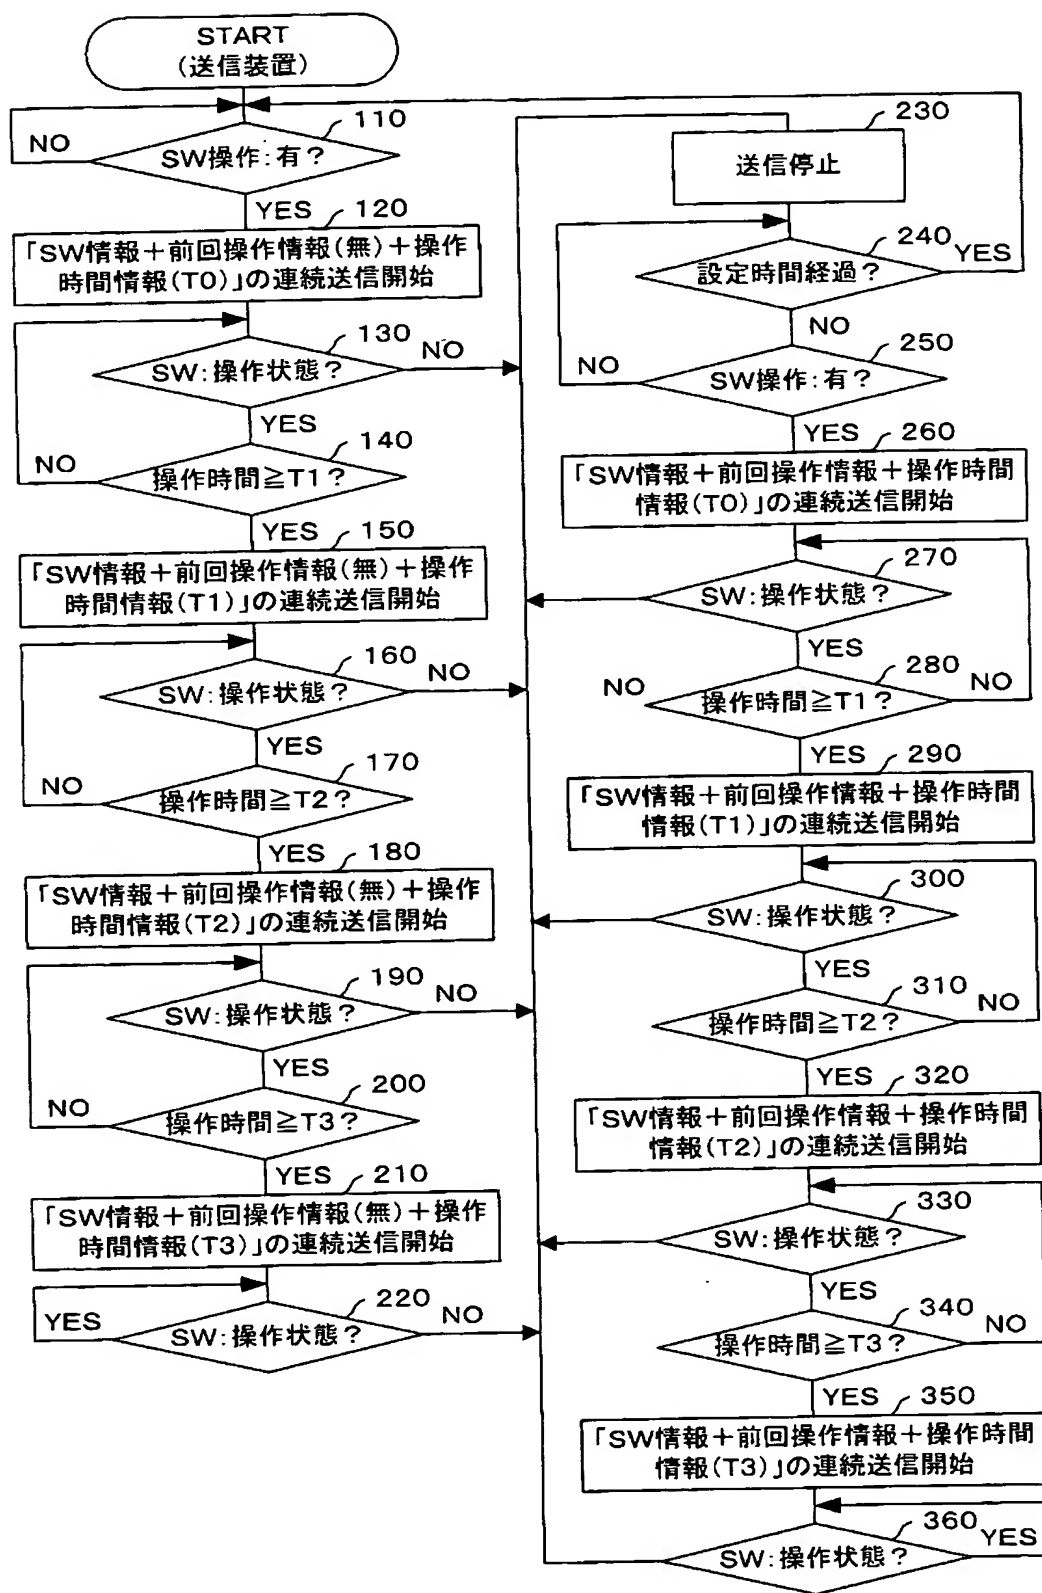 START
(送信装置)
110
NO
SW操作:有?
YES
120
「SW情報+前回操作情報(無)+操作
時間情報(T0)」の連続送信開始
130
NO
SW:操作状態?
YES
140
NO
操作時間≧T1?
YES
150
「SW情報+前回操作情報(無)+操作
時間情報(T1)」の連続送信開始
160
NO
SW:操作状態?
YES
170
NO
操作時間≧T2?
YES
180
「SW情報+前回操作情報(無)+操作
時間情報(T2)」の連続送信開始
190
NO
SW:操作状態?
YES
200
NO
操作時間≧T3?
YES
210
「SW情報+前回操作情報(無)+操作
時間情報(T3)」の連続送信開始
220
YES
NO
SW:操作状態?
230
送信停止
240
YES
設定時間経過?
NO
250
NO
SW操作:有?
YES
260
「SW情報+前回操作情報+操作時間
情報(T0)」の連続送信開始
270
SW:操作状態?
YES
280
NO
NO
操作時間≧T1?
YES
290
「SW情報+前回操作情報+操作時間
情報(T1)」の連続送信開始
300
SW:操作状態?
YES
310
NO
操作時間≧T2?
YES
320
「SW情報+前回操作情報+操作時間
情報(T2)」の連続送信開始
330
SW:操作状態?
YES
340
NO
操作時間≧T3?
YES
350
「SW情報+前回操作情報+操作時間
情報(T3)」の連続送信開始
360
YES
SW:操作状態?